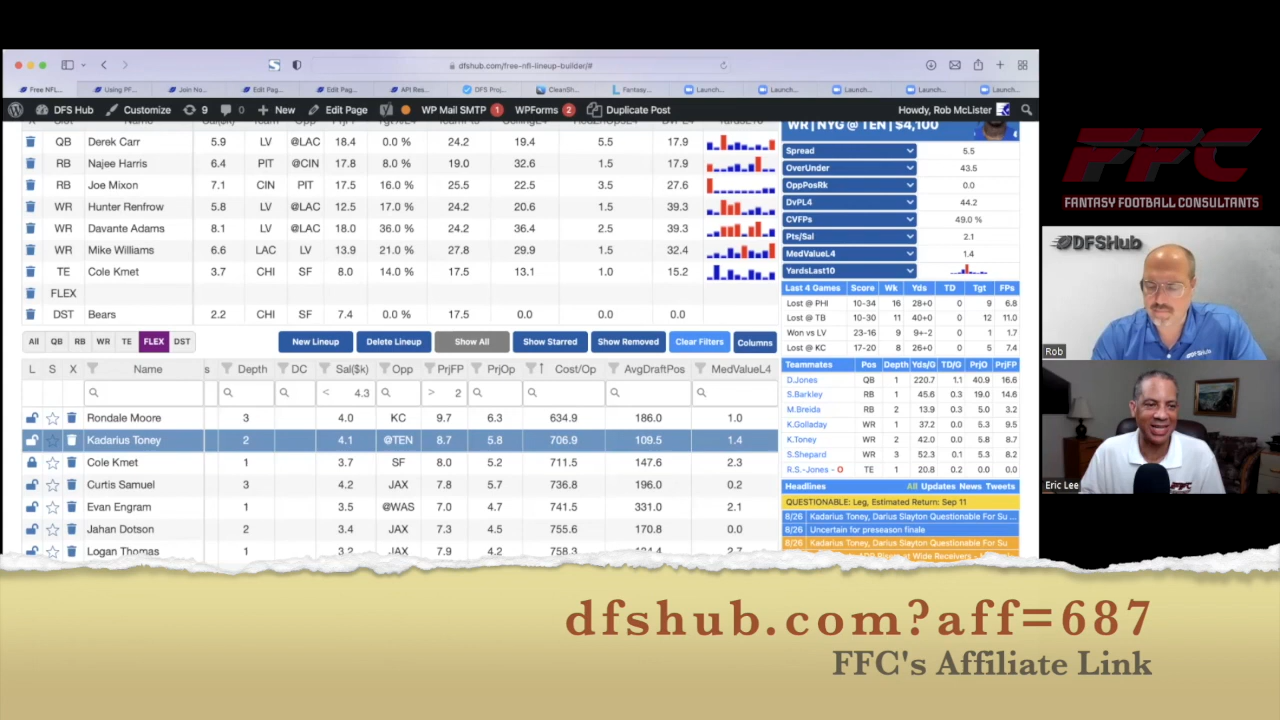 dfshub.com/free-nfl-lineup-builder/#
Free NFL... Using PF... Join No... Edit Pag... Edit Pag... API Res... DFS Proj... CleanSh... Fantasy... Launch... Launch... Launch... Launch... Launch...
DFS Hub Customize 9 0 New Edit Page WP Mail SMTP 1 WPForms 2 Duplicate Post Howdy, Rob McLister
QB Derek Carr 5.9 LV @LAC 18.4 0.0 % 24.2 19.4 5.5 17.9
RB Harris PIT @CIN 17.3 8.0 % 19.0 32.6 1.5 17.9
RB Joe Mixon 7.1 CIN PIT 17.5 16.0 % 25.5 22.5 3.5 27.6
WR Hunter Renfrow 5.8 LV @LAC 12.5 17.0 % 24.2 20.6 1.5 39.3
WR Davante Adams 8.1 LV @LAC 18.0 36.0 % 24.2 36.4 2.5 39.3
WR Williams LAC LV 13.9 21.0 % 27.8 29.9 1.5 32.4
TE Cole Kmet 3.7 CHI SF 8.0 14.0 % 17.5 13.1 1.0 15.2
FLEX
DST Bears 2.2 CHI SF 7.4 0.0 % 17.5 0.0 0.0 0.0
All QB RB WR TE FLEX DST New Lineup Delete Lineup Show All Show Starred Show Removed Clear Filters Columns
L S X Name Depth Sal($k) Opp PrjFP PrjOp Cost/Op AvgDraftPos MedValueL4
< 4.3 > 2
Rondale Moore 3 4.0 KC 9.7 6.3 634.9 186.0 1.0
Kadarius Toney 2 4.1 @TEN 8.7 5.8 706.9 109.5 1.4
Cole Kmet 1 3.7 SF 8.0 5.2 711.5 147.6 2.3
Curtis Samuel 3 4.2 JAX 7.8 5.7 736.8 196.0 0.2
Evan Engram 1 3.5 @WAS 7.0 4.7 741.5 331.0 2.1
3.4 JAX 7.3 4.5 755.6 170.8 0.0
Logan Thomas 1 JAX 7.9 4.2 758.3
WR | NYG @ TEN | $4,100
Spread 5.5
OverUnder 43.5
OppPosRk 0.0
DvPL4 44.2
CVFPs 49.0 %
Pts/Sal 2.1
MedValueL4 1.4
YardsLast10
Last 4 Games Score Wk Yds TD Tgt FPs
Lost @ PHI 10-34 16 28+0 0 9 6.8
Lost @ TB 10-30 11 40+0 0 12 11.0
Won vs LV 23-16 9 9+-2 0 1 1.7
Lost @ KC 17-20 8 26+0 0 5 7.4
Teammates Pos Depth Yds/G TD/G PrjO PrjFP
D.Jones QB 1 220.7 1.1 40.9 16.6
S.Barkley RB 1 45.6 0.3 19.0 14.6
M.Breida RB 2 13.9 0.3 5.0 3.2
K.Golladay WR 1 37.2 0.0 5.3 9.5
K.Toney WR 2 42.0 0.0 5.8 8.7
S.Shepard WR 3 52.3 0.1 5.3 8.2
R.S.-Jones - O TE 1 20.8 0.2 0.0 0.0
Headlines All Updates News Tweets
QUESTIONABLE: Leg, Estimated Return: Sep 11
8/26 Kadarius Toney, Darius Slayton Questionable For Su ...
8/26 Uncertain for preseason finale
8/26 Kadarius Toney, Darius Slayton Questionable For Su
FFC
FANTASY FOOTBALL CONSULTANTS
DFSHub
Rob
Eric Lee
dfshub.com?aff=687
FFC's Affiliate Link